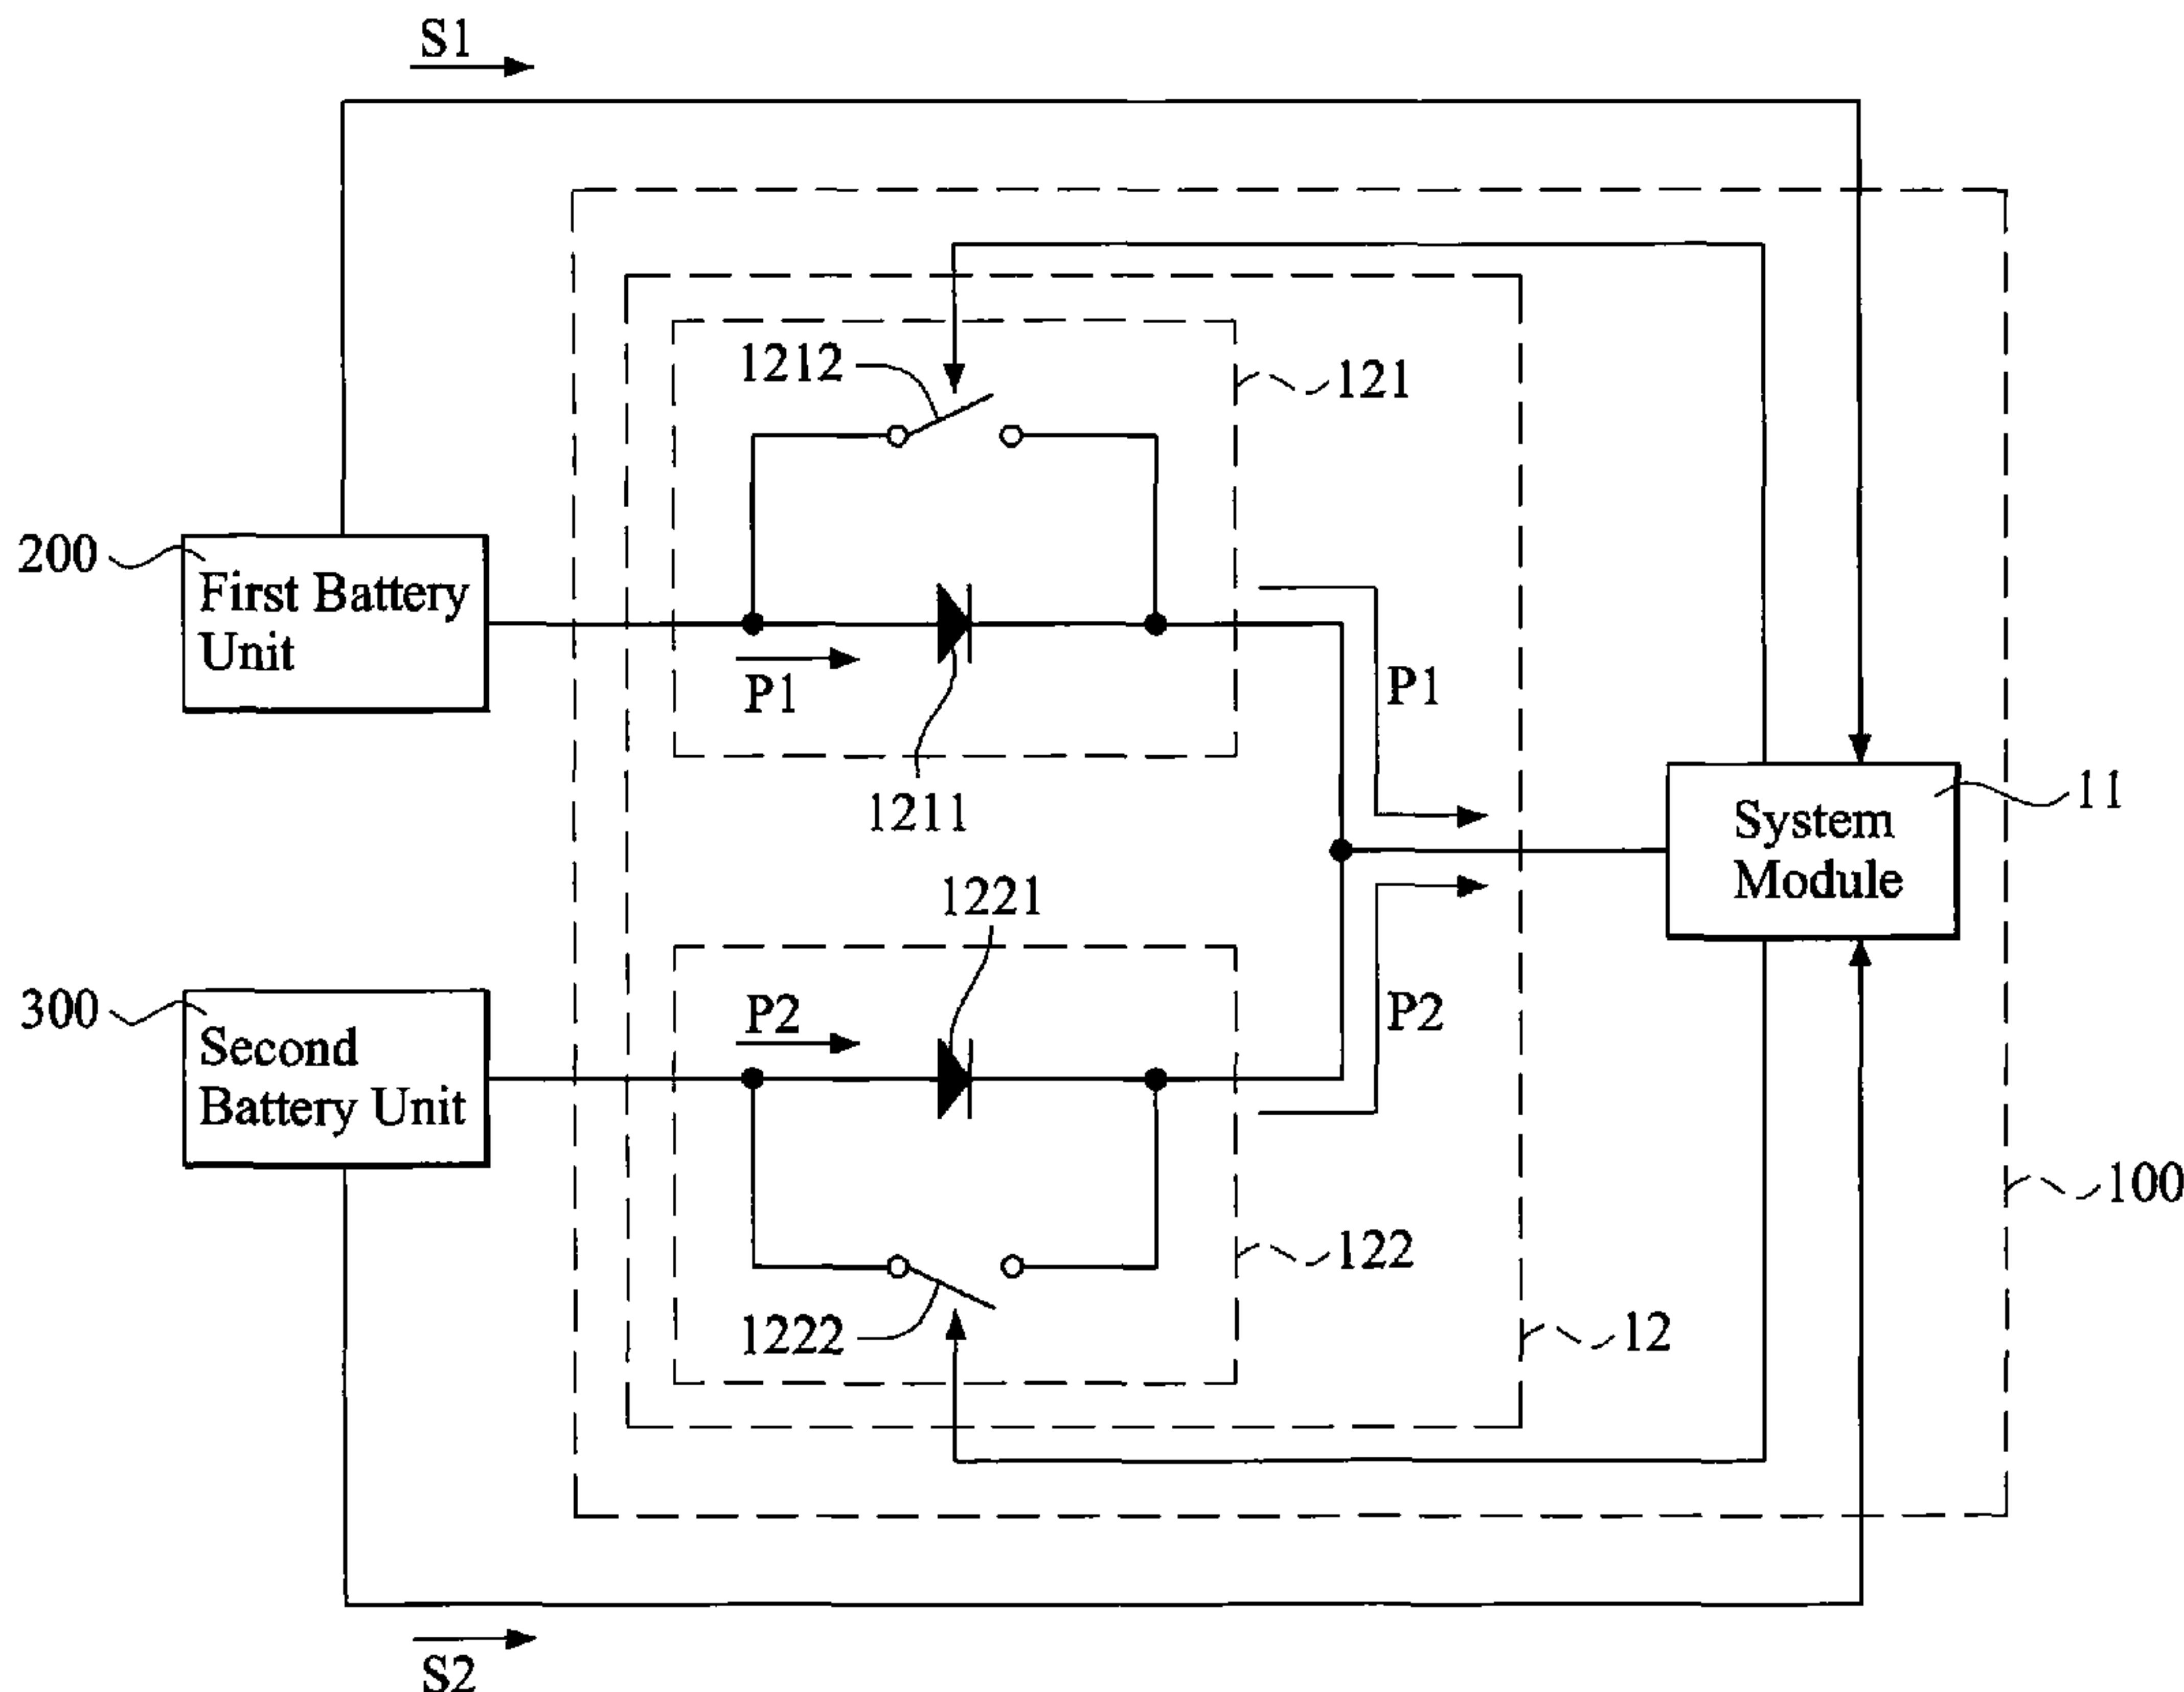 S1
1212
121
200
First Battery
Unit
P1
P1
1211
System
Module
11
1221
300
Second
Battery Unit
P2
P2
100
122
1222
12
S2